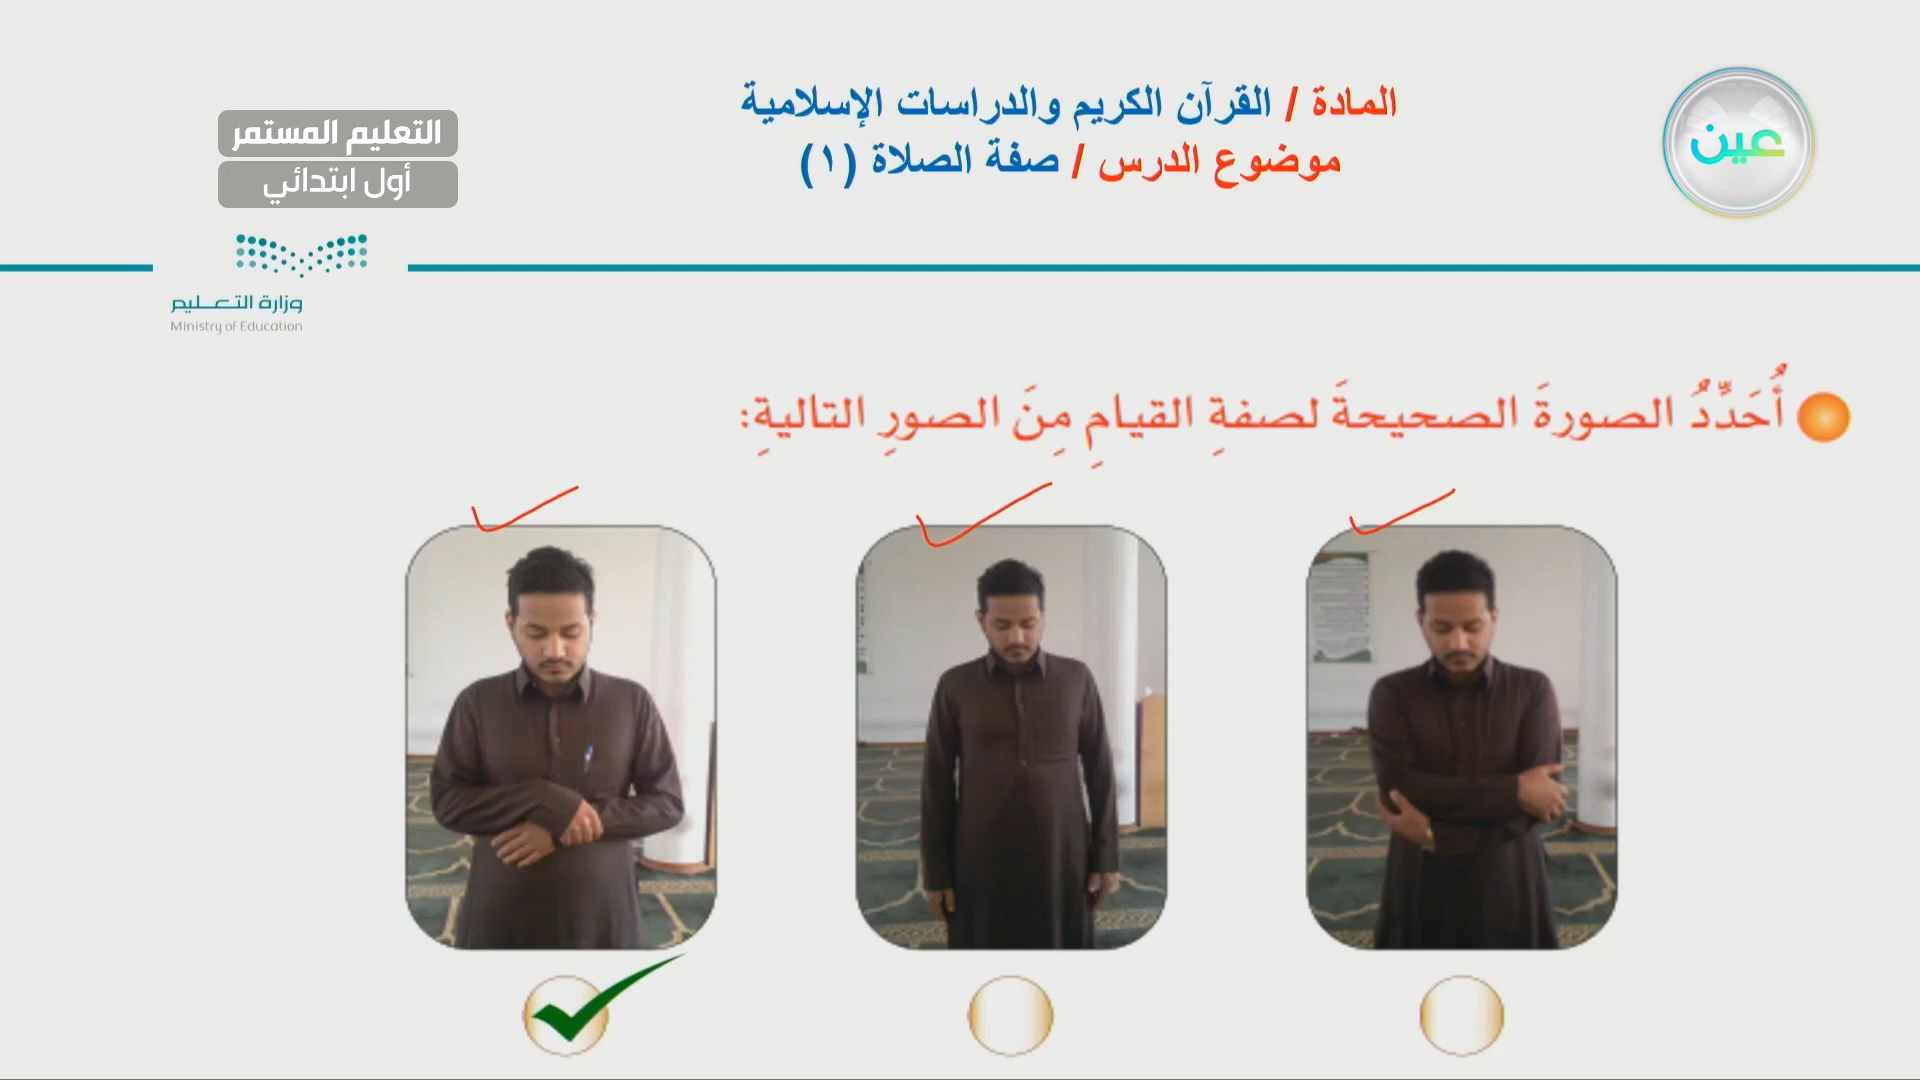 المادة / القرآن الكريم والدراسات الإسلامية
موضوع الدرس / صفة الصلاة (١)
عين
التعليم المستمر
أول ابتدائي
وزارة التعليم
Ministry of Education
أُحَدِّدُ الصورةَ الصحيحةَ لصفةِ القيامِ مِنَ الصورِ التاليةِ: